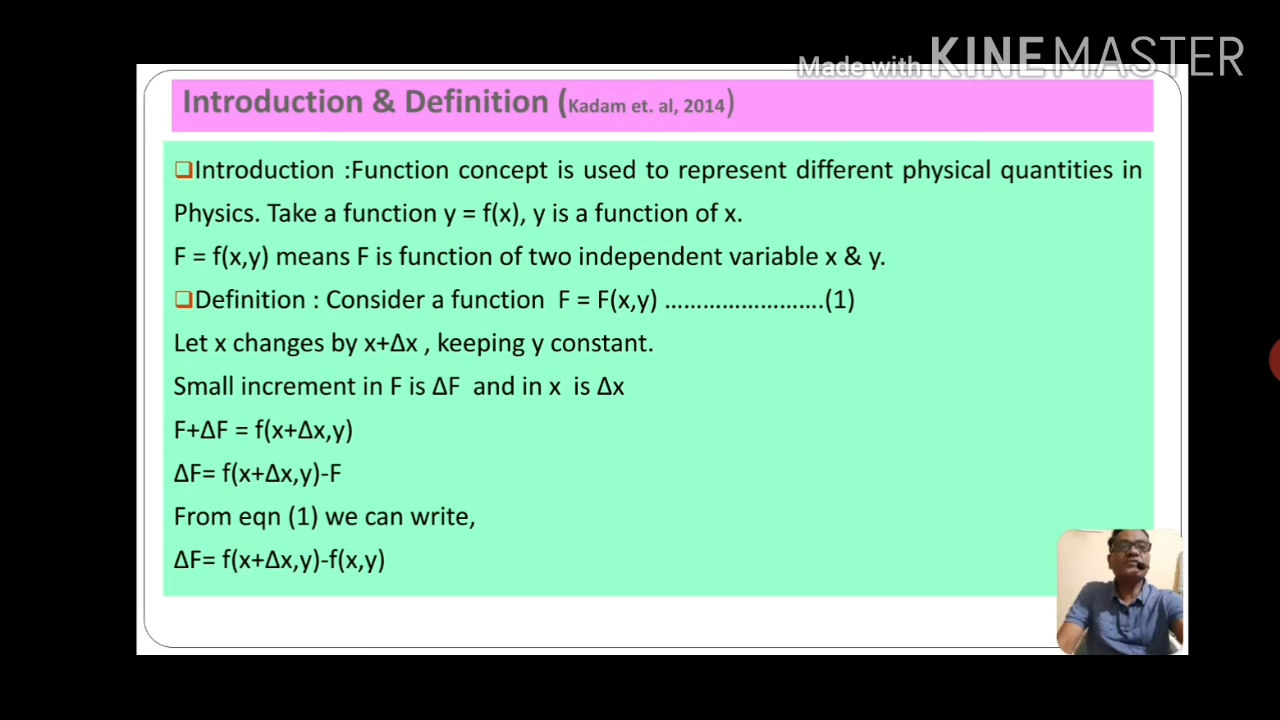 Made with KINEMASTER
Introduction & Definition (Kadam et. al, 2014)
❑Introduction :Function concept is used to represent different physical quantities in
Physics. Take a function y = f(x), y is a function of x.
F = f(x,y) means F is function of two independent variable x & y.
❑Definition : Consider a function F = F(x,y) …………………….(1)
Let x changes by x+Δx , keeping y constant.
Small increment in F is ΔF and in x is Δx
F+ΔF = f(x+Δx,y)
ΔF= f(x+Δx,y)-F
From eqn (1) we can write,
ΔF= f(x+Δx,y)-f(x,y)